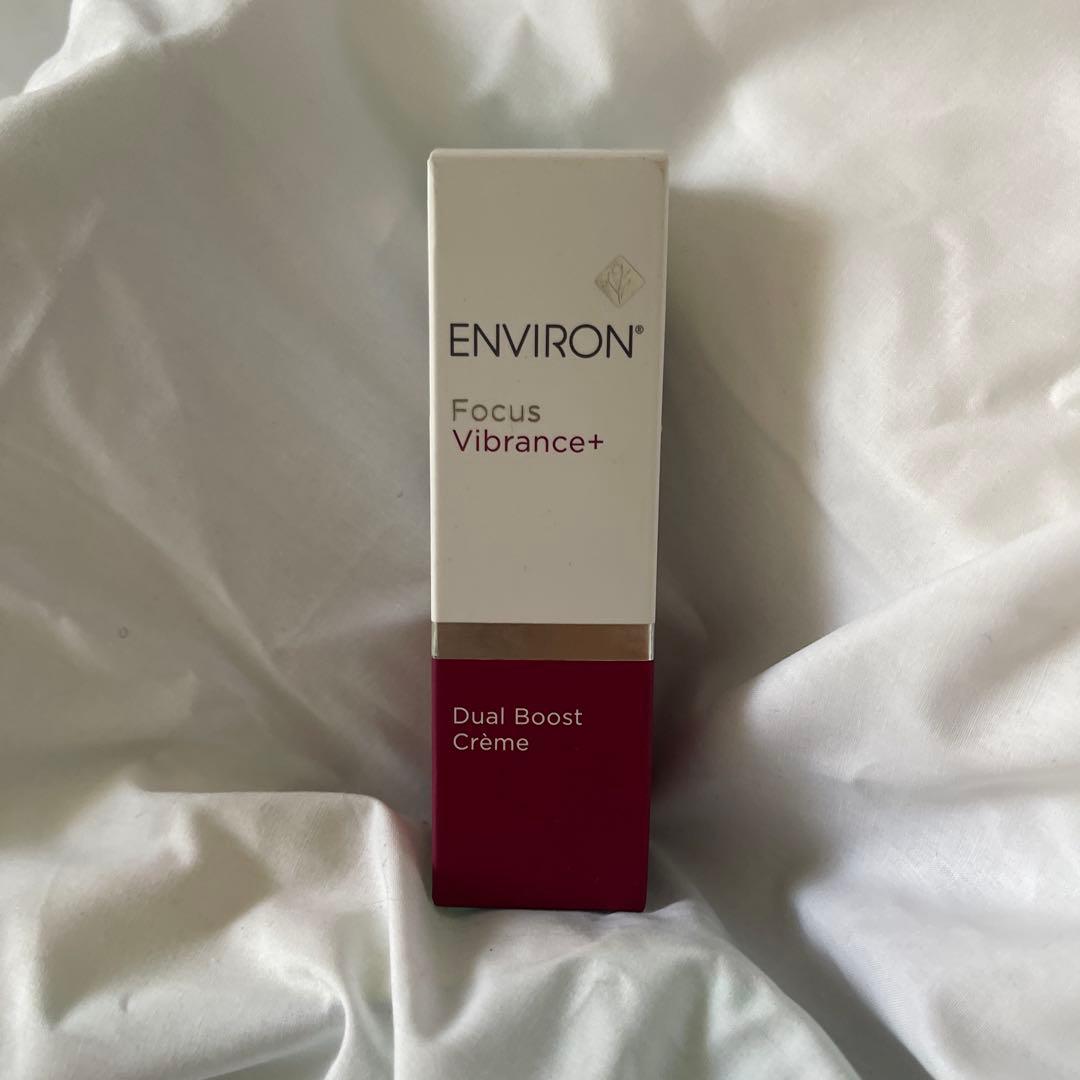 ENVIRON®
Focus
Vibrance+
Dual Boost
Crème